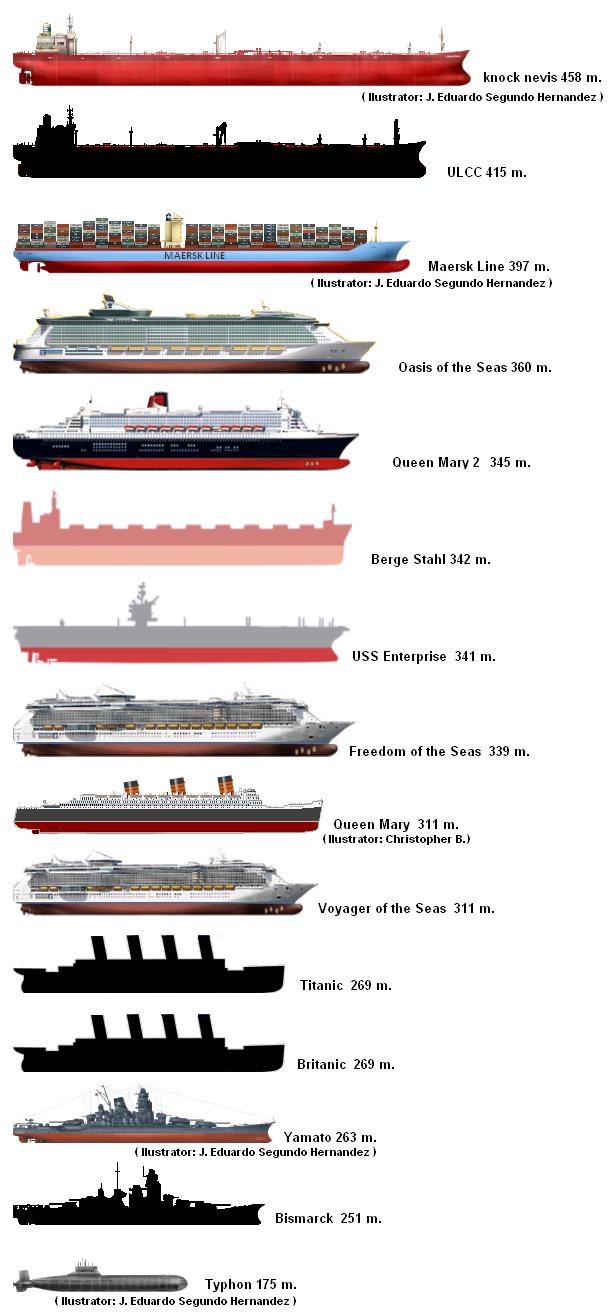 knock nevis 458 m.
( Ilustrator: J. Eduardo Segundo Hernandez )
ULCC 415 m.
MAERSK LINE
Maersk Line 397 m.
( Ilustrator: J. Eduardo Segundo Hernandez )
Oasis of the Seas 360 m.
Queen Mary 2 345 m.
Berge Stahl 342 m.
USS Enterprise 341 m.
Freedom of the Seas 339 m.
Queen Mary 311 m.
(Ilustrator: Christopher B.)
Voyager of the Seas 311 m.
Titanic 269 m.
Britanic 269 m.
Yamato 263 m.
( Ilustrator: J. Eduardo Segundo Hernandez )
Bismarck 251 m.
Typhon 175 m.
( Ilustrator: J. Eduardo Segundo Hernandez )